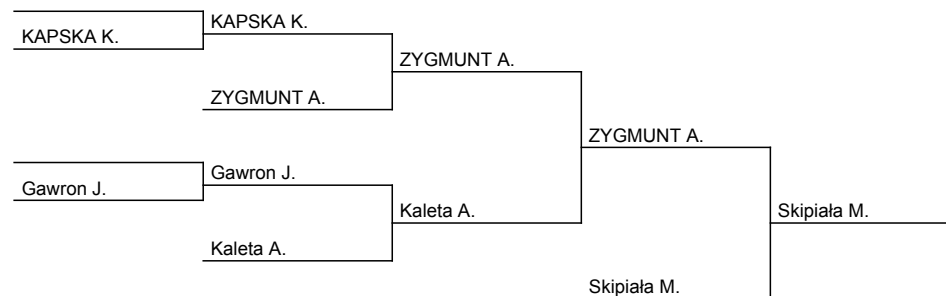 KAPSKA K.
KAPSKA K.
ZYGMUNT A.
ZYGMUNT A.
ZYGMUNT A.
Gawron J.
Gawron J.
Kaleta A.
Skipiała M.
Kaleta A.
Skipiała M.